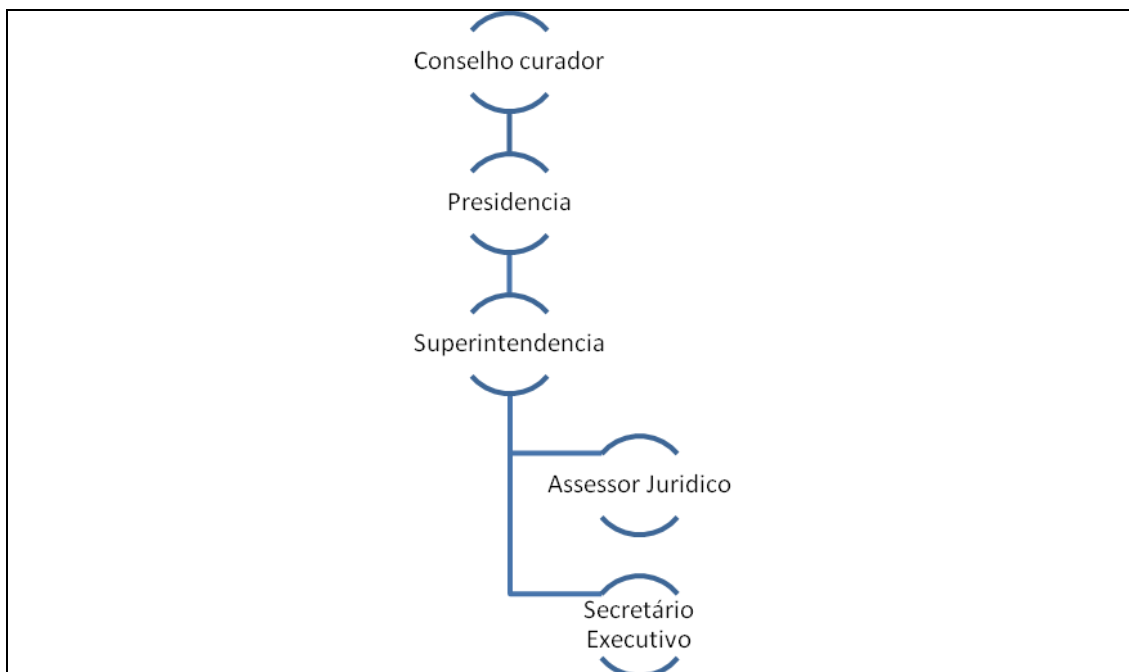 Conselho curador
Presidencia
Superintendencia
Assessor Juridico
Secretário
Executivo